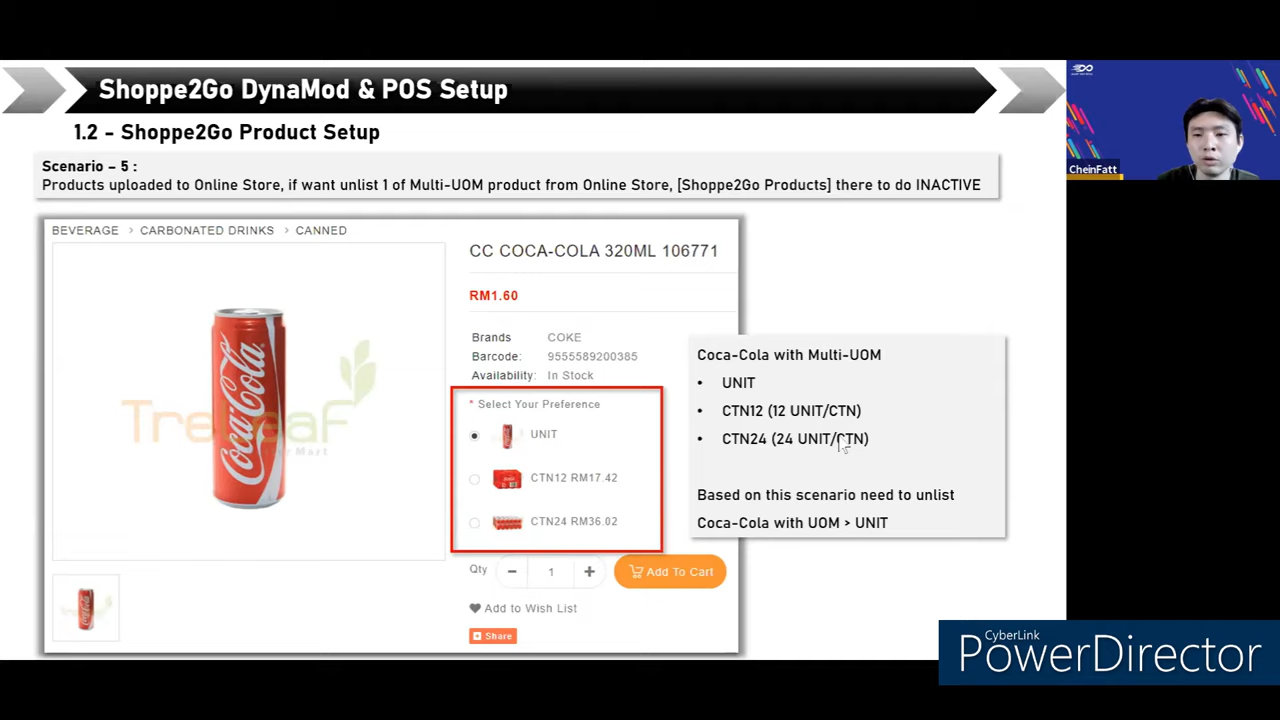 Shoppe2Go DynaMod & POS Setup
1.2 - Shoppe2Go Product Setup
Scenario – 5 :
Products uploaded to Online Store, if want unlist 1 of Multi-UOM product from Online Store, [Shoppe2Go Products] there to do INACTIVE
CheinFatt
BEVERAGE > CARBONATED DRINKS > CANNED
CC COCA-COLA 320ML 106771
RM1.60
Brands COKE
Barcode: 9555589200385
Availability: In Stock
* Select Your Preference
UNIT
CTN12 RM17.42
CTN24 RM36.02
Qty − 1 + Add To Cart
Add to Wish List
Share
Coca-Cola
Coca-Cola with Multi-UOM
• UNIT
• CTN12 (12 UNIT/CTN)
• CTN24 (24 UNIT/CTN)
Based on this scenario need to unlist
Coca-Cola with UOM > UNIT
CyberLink
PowerDirector